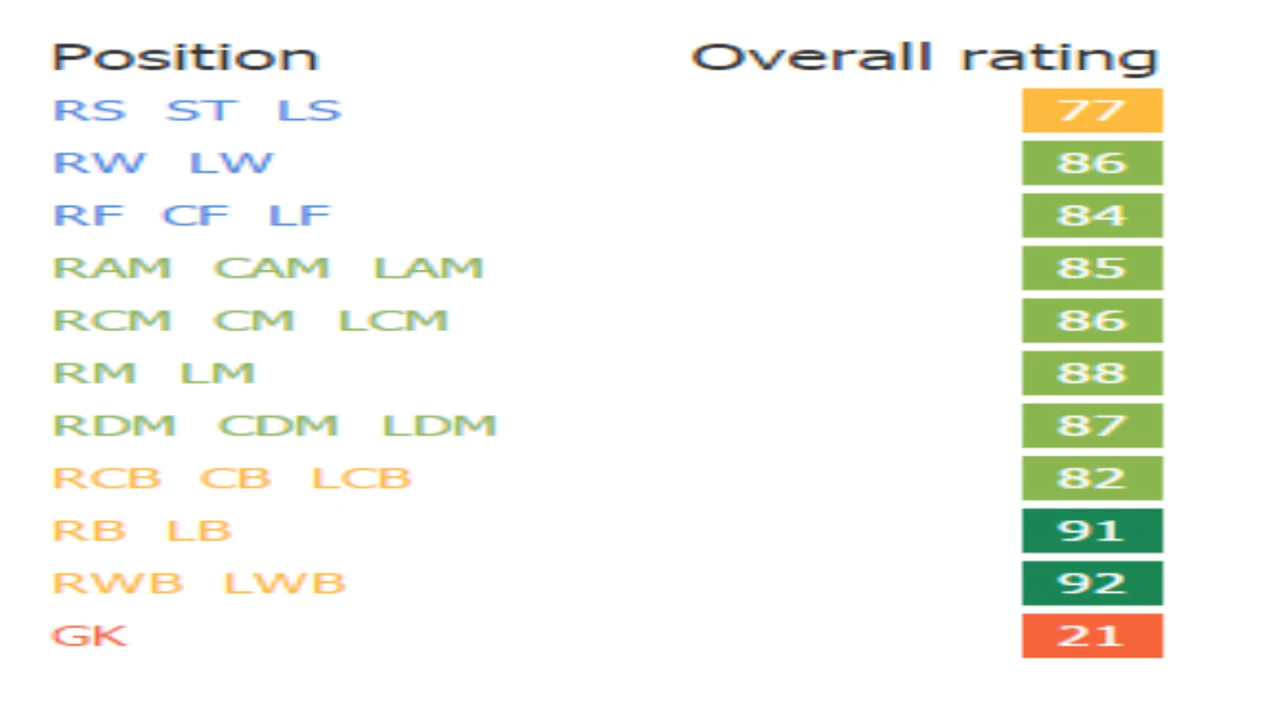 Position Overall rating
RS ST LS 77
RW LW 86
RF CF LF 84
RAM CAM LAM 85
RCM CM LCM 86
RM LM 88
RDM CDM LDM 87
RCB CB LCB 82
RB LB 91
RWB LWB 92
GK 21